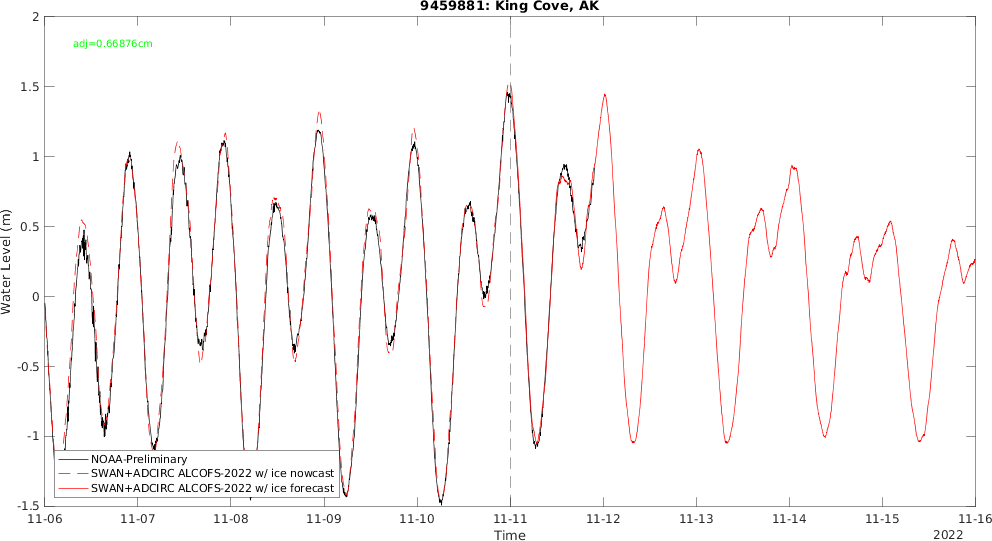 9459881: King Cove, AK
adj=0.66876cm
Water Level (m)
2
1.5
1
0.5
0
-0.5
-1
-1.5
NOAA-Preliminary
SWAN+ADCIRC ALCOFS-2022 w/ ice nowcast
SWAN+ADCIRC ALCOFS-2022 w/ ice forecast
11-06 11-07 11-08 11-09 11-10 11-11 11-12 11-13 11-14 11-15 11-16
Time
2022